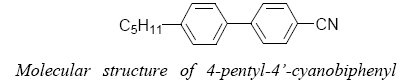 C₅H₁₁ CN
Molecular structure of 4-pentyl-4’-cyanobiphenyl